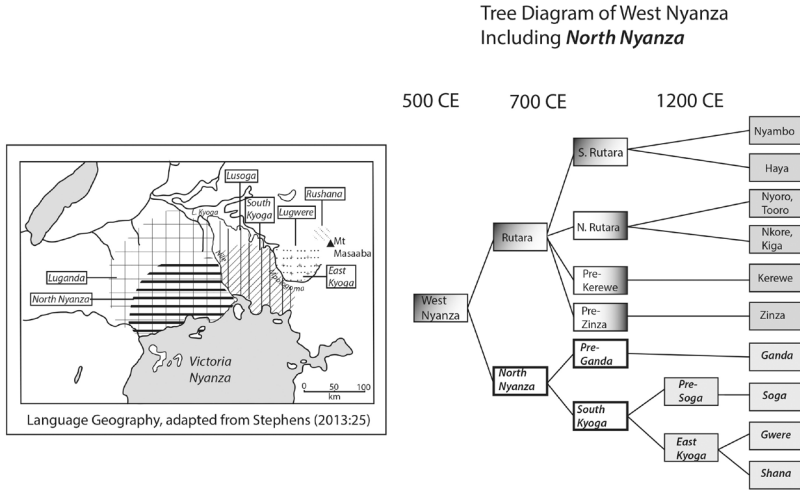 Tree Diagram of West Nyanza
Including North Nyanza
500 CE
700 CE
1200 CE
Lusoga
South
Kyoga
Rushana
Lugwere
L. Kyoga
Mt
Masaaba
East
Kyoga
Luganda
North Nyanza
Nile
Victoria
Nyanza
0 50 100
km
Language Geography, adapted from Stephens (2013:25)
West
Nyanza
Rutara
North
Nyanza
S. Rutara
N. Rutara
Pre-
Kerewe
Pre-
Zinza
Pre-
Ganda
South
Kyoga
Pre-
Soga
East
Kyoga
Nyambo
Haya
Nyoro,
Tooro
Nkore,
Kiga
Kerewe
Zinza
Ganda
Soga
Gwere
Shana